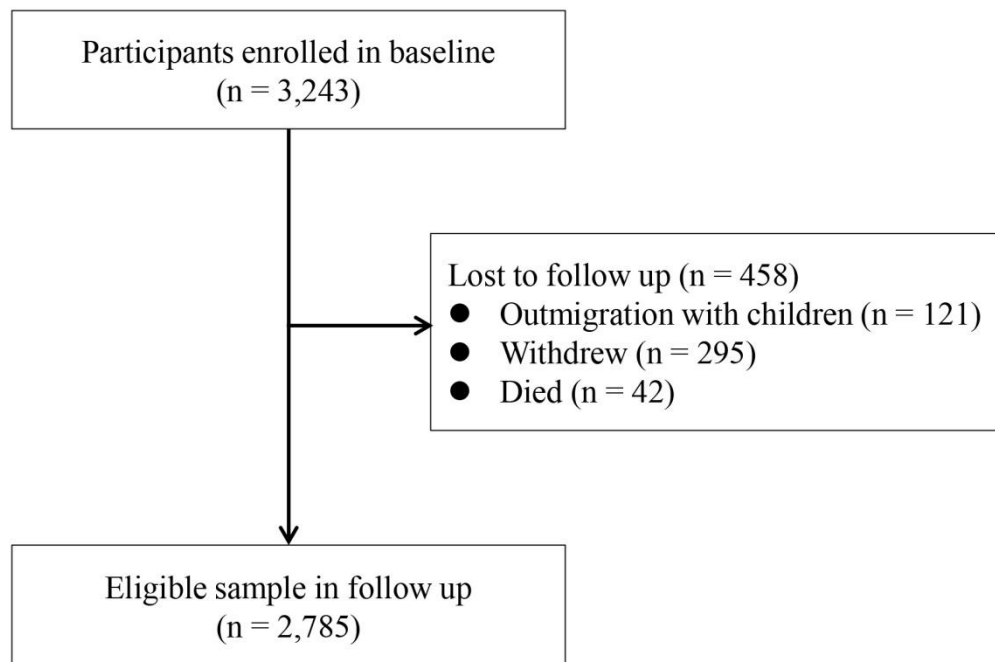 Participants enrolled in baseline
(n = 3,243)
Lost to follow up (n = 458)
● Outmigration with children (n = 121)
● Withdrew (n = 295)
● Died (n = 42)
Eligible sample in follow up
(n = 2,785)